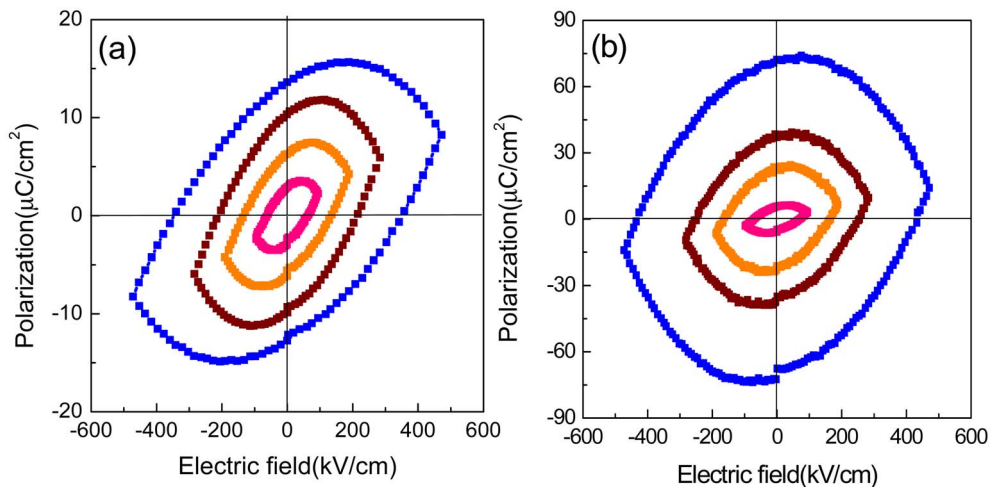 (a)
Polarization(μC/cm²)
20
10
0
-10
-20
-600 -400 -200 0 200 400 600
Electric field(kV/cm)
(b)
Polarization(μC/cm²)
90
60
30
0
-30
-60
-90
-600 -400 -200 0 200 400 600
Electric field(kV/cm)